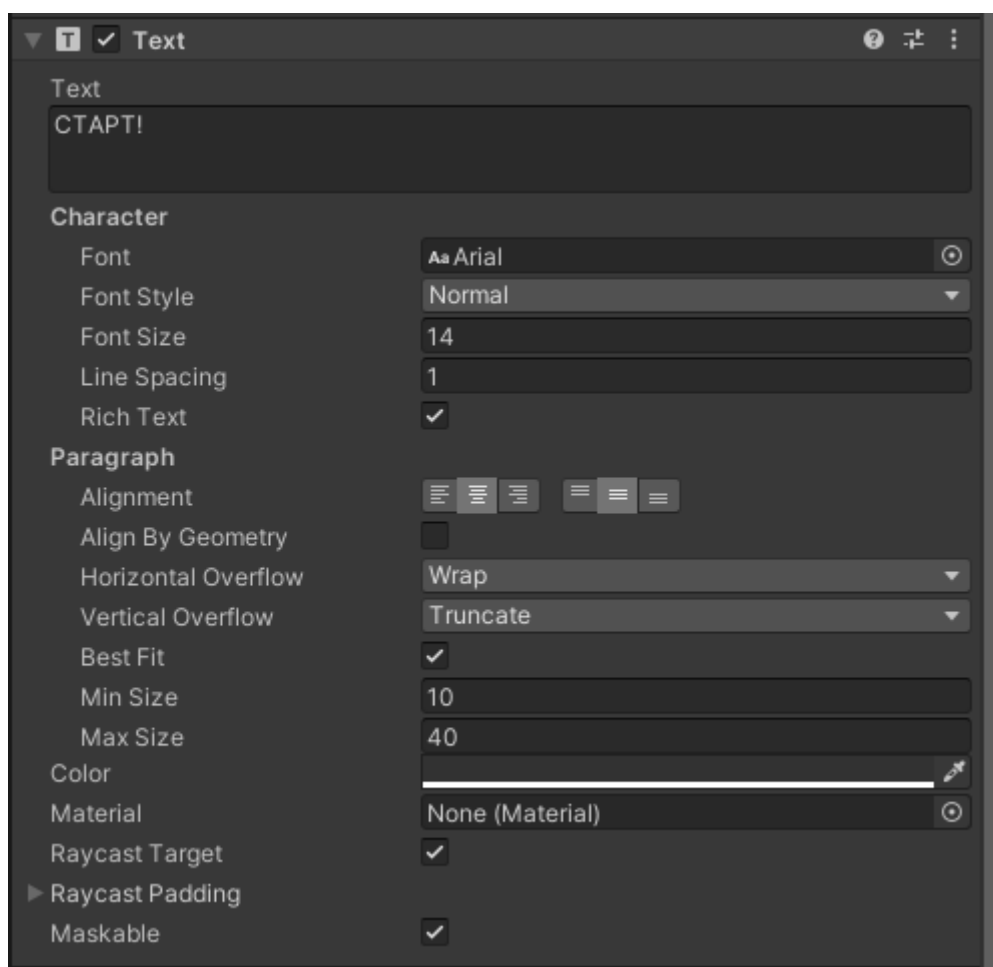 Text
Text
СТАРТ!
Character
Font Aa Arial
Font Style Normal
Font Size 14
Line Spacing 1
Rich Text
Paragraph
Alignment
Align By Geometry
Horizontal Overflow Wrap
Vertical Overflow Truncate
Best Fit
Min Size 10
Max Size 40
Color
Material None (Material)
Raycast Target
Raycast Padding
Maskable